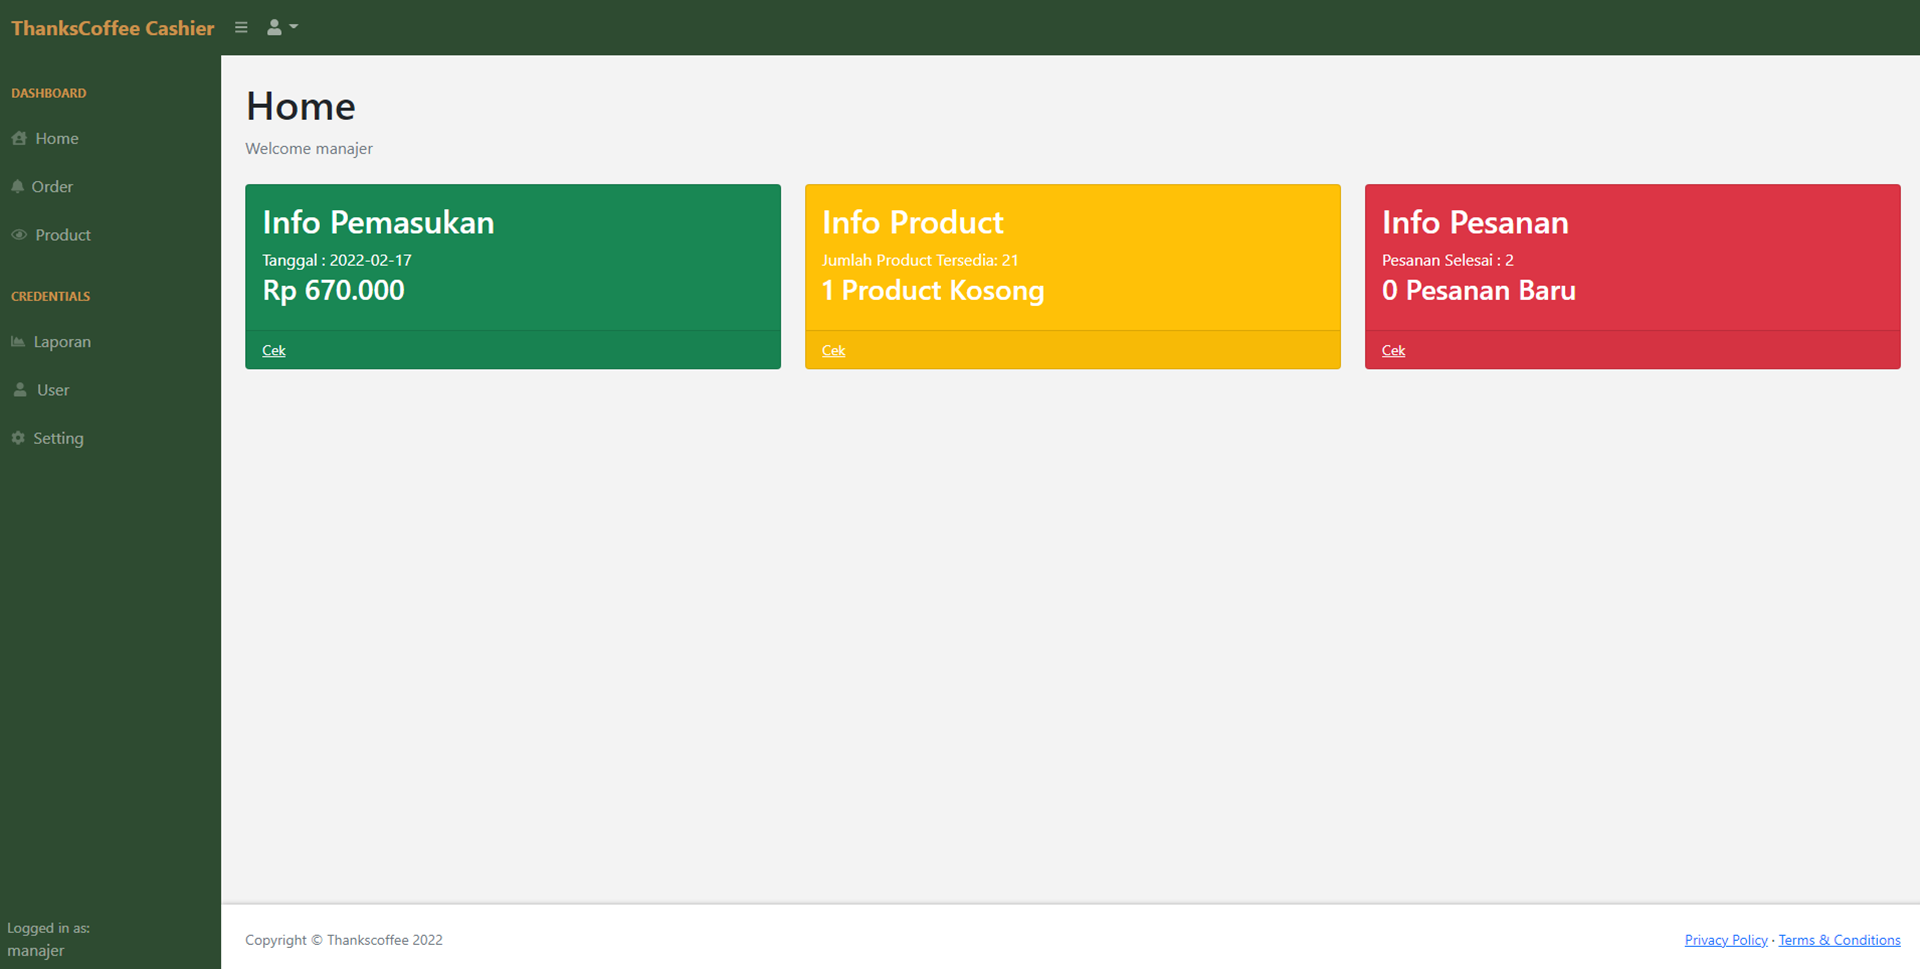 ThanksCoffee Cashier
DASHBOARD
Home
Order
Product
CREDENTIALS
Laporan
User
Setting
Logged in as:
manajer
Home
Welcome manajer
Info Pemasukan
Tanggal : 2022-02-17
Rp 670.000
Cek
Info Product
Jumlah Product Tersedia: 21
1 Product Kosong
Cek
Info Pesanan
Pesanan Selesai : 2
0 Pesanan Baru
Cek
Copyright © Thankscoffee 2022
Privacy Policy · Terms & Conditions